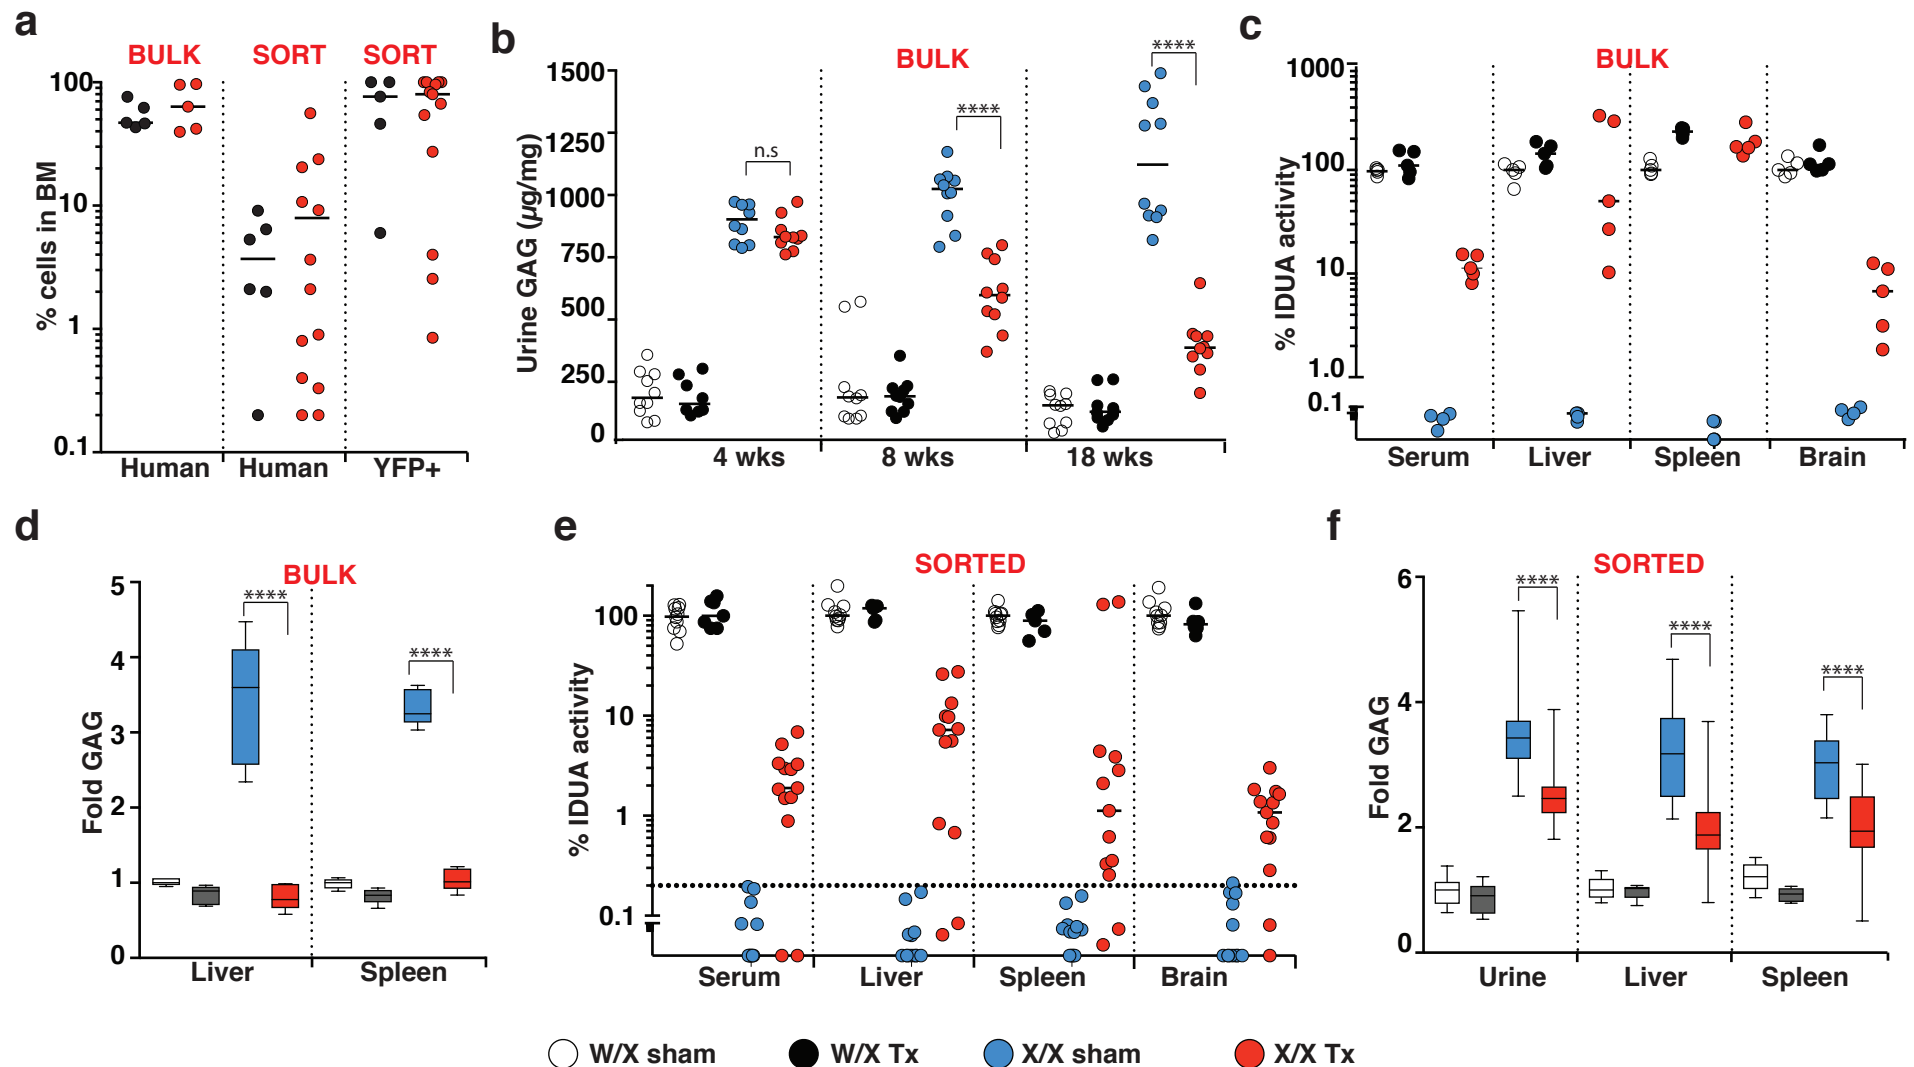 a
BULK SORT SORT
% cells in BM
100
10
1
0.1
Human Human YFP+
b
BULK
Urine GAG (µg/mg)
1500
1250
1000
750
500
250
0
n.s
****
****
4 wks 8 wks 18 wks
c
BULK
% IDUA activity
1000
100
10
1.0
0.1
Serum Liver Spleen Brain
d
BULK
Fold GAG
5
4
3
2
1
0
****
****
Liver Spleen
e
SORTED
% IDUA activity
100
10
1
0.1
Serum Liver Spleen Brain
f
SORTED
Fold GAG
6
4
2
0
****
****
****
Urine Liver Spleen
W/X sham W/X Tx X/X sham X/X Tx